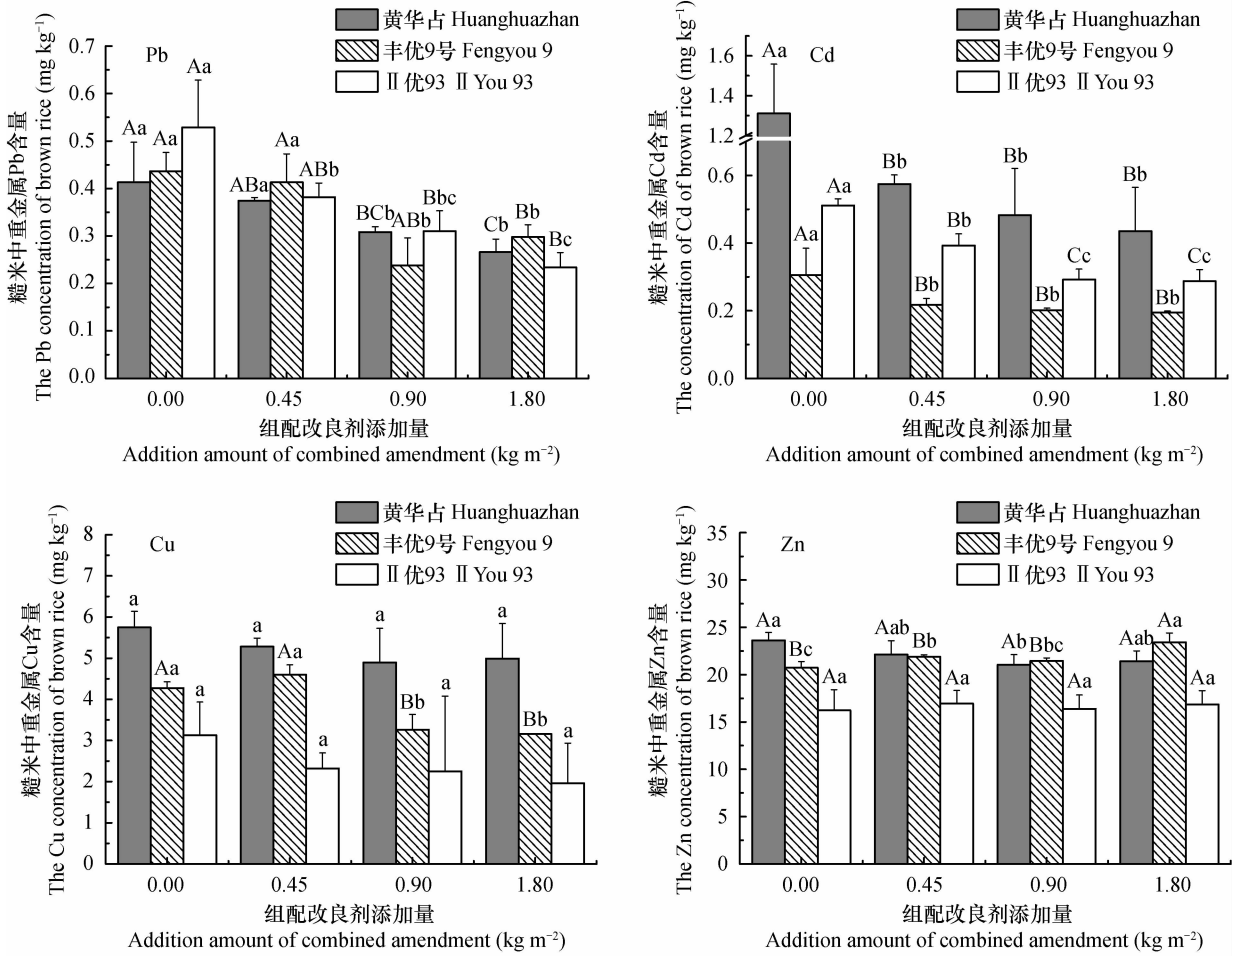 黄华占 Huanghuazhan
丰优9号 Fengyou 9
Ⅱ优93 Ⅱ You 93
Pb
糙米中重金属Pb含量
The Pb concentration of brown rice (mg kg⁻¹)
0.7
0.6
0.5
0.4
0.3
0.2
0.1
0.0
Aa Aa Aa
ABa Aa ABb
BCb ABb Bbc
Cb Bb Bc
0.00 0.45 0.90 1.80
组配改良剂添加量
Addition amount of combined amendment (kg m⁻²)
黄华占 Huanghuazhan
丰优9号 Fengyou 9
Ⅱ优93 Ⅱ You 93
Cd
糙米中重金属Cd含量
The concentration of Cd of brown rice (mg kg⁻¹)
1.6
1.4
1.2
0.6
0.4
0.2
0.0
Aa Aa Aa
Bb Bb Bb
Bb Bb Cc
Bb Bb Cc
0.00 0.45 0.90 1.80
组配改良剂添加量
Addition amount of combined amendment (kg m⁻²)
黄华占 Huanghuazhan
丰优9号 Fengyou 9
Ⅱ优93 Ⅱ You 93
Cu
糙米中重金属Cu含量
The Cu concentration of brown rice (mg kg⁻¹)
8
7
6
5
4
3
2
1
0
a Aa a
a Aa a
a Bb a
a Bb a
0.00 0.45 0.90 1.80
组配改良剂添加量
Addition amount of combined amendment (kg m⁻²)
黄华占 Huanghuazhan
丰优9号 Fengyou 9
Ⅱ优93 Ⅱ You 93
Zn
糙米中重金属Zn含量
The Zn concentration of brown rice (mg kg⁻¹)
35
30
25
20
15
10
5
0
Aa Bc Aa
Aab Bb Aa
Ab Bbc Aa
Aab Aa Aa
0.00 0.45 0.90 1.80
组配改良剂添加量
Addition amount of combined amendment (kg m⁻²)